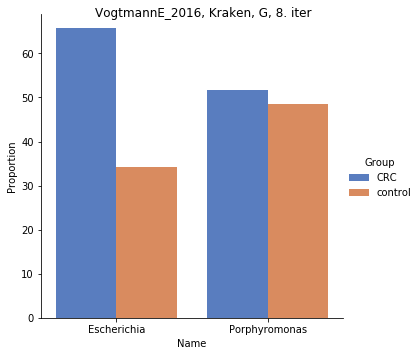 VogtmannE_2016, Kraken, G, 8. iter
Proportion
60
50
40
30
20
10
0
Escherichia
Porphyromonas
Name
Group
CRC
control